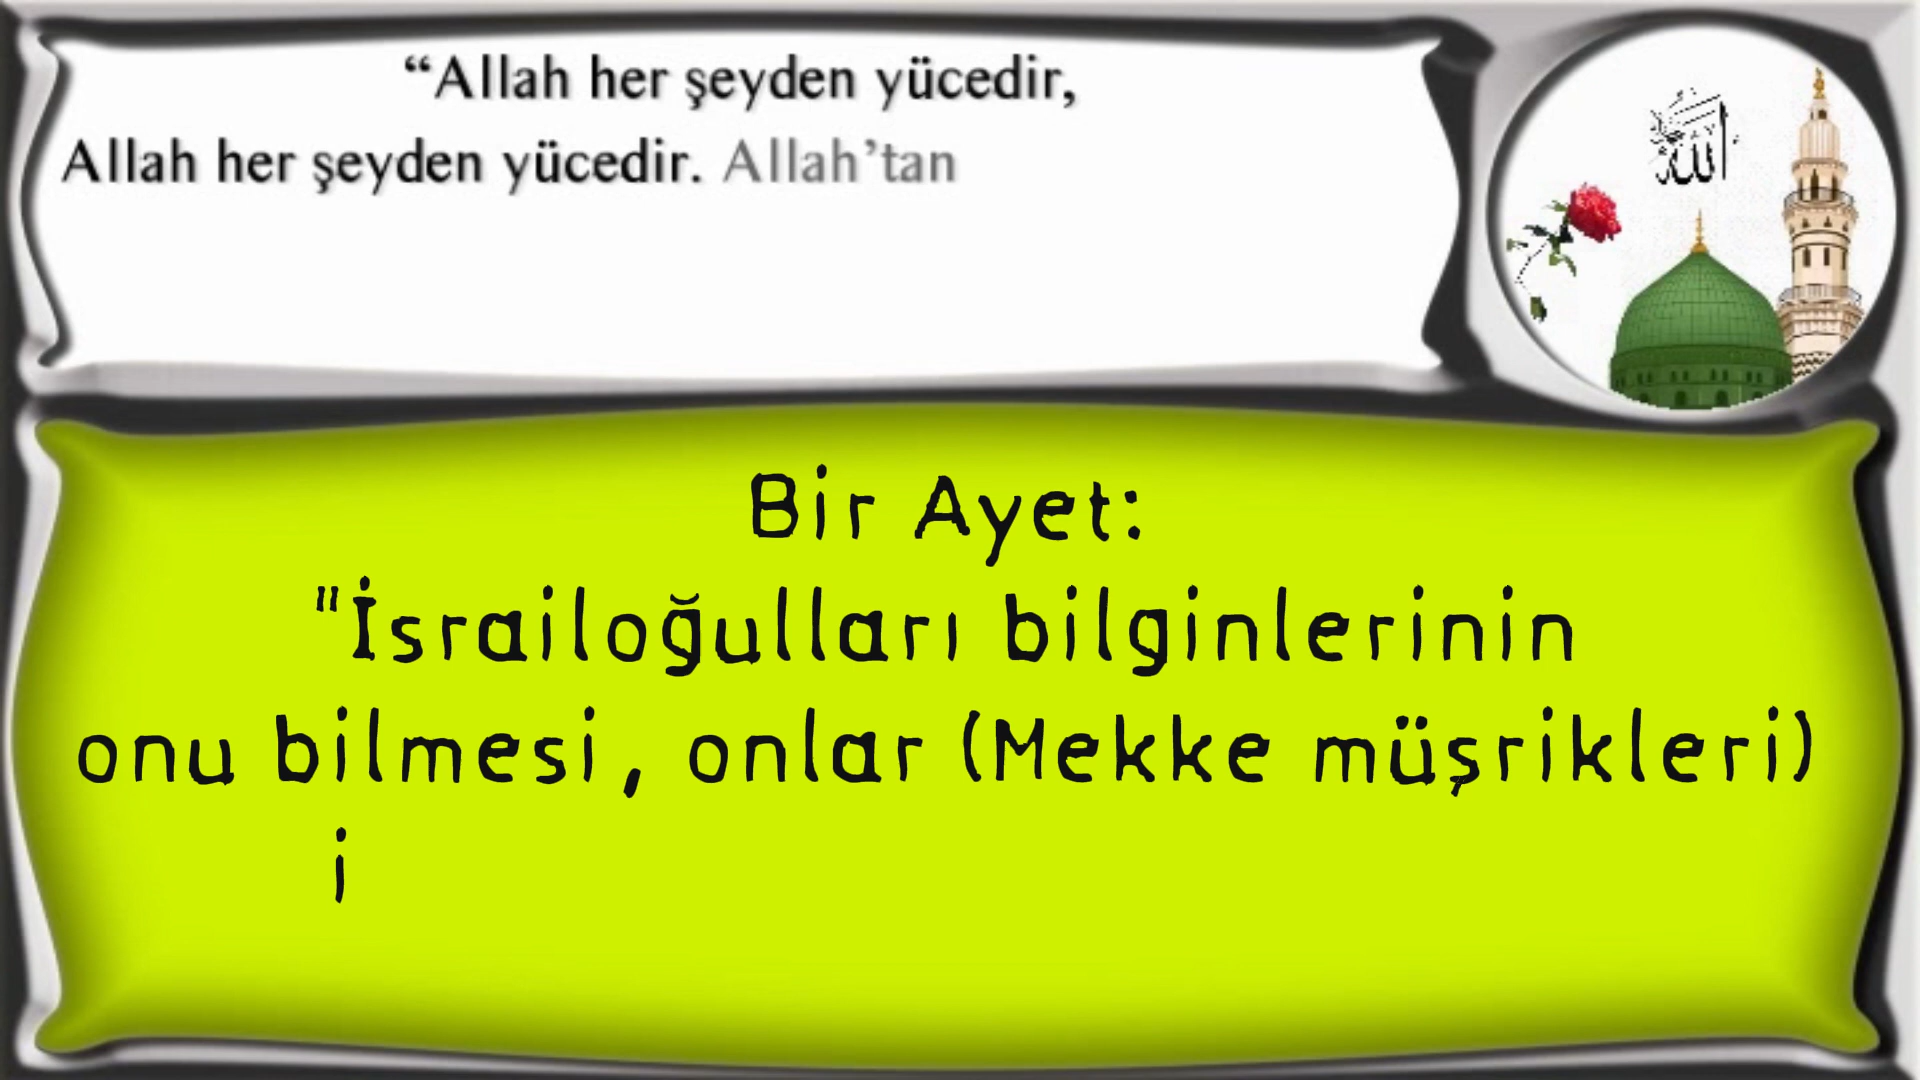 “Allah her şeyden yücedir,
Allah her şeyden yücedir. Allah’tan
الله
Bir Ayet:
"İsrailoğulları bilginlerinin
onu bilmesi, onlar (Mekke müşrikleri)
i